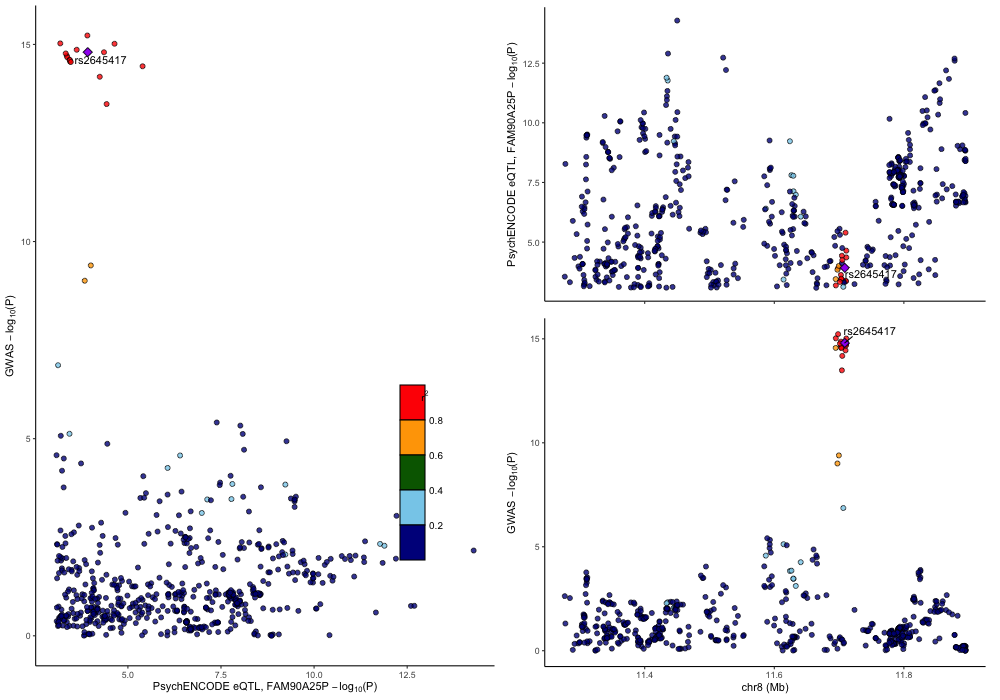 GWAS −log10(P)
15
10
5
0
rs2645417
r2
0.8
0.6
0.4
0.2
5.0
7.5
10.0
12.5
PsychENCODE eQTL, FAM90A25P −log10(P)
PsychENCODE eQTL, FAM90A25P −log10(P)
12.5
10.0
7.5
5.0
rs2645417
GWAS −log10(P)
15
10
5
0
rs2645417
11.4
11.6
11.8
chr8 (Mb)